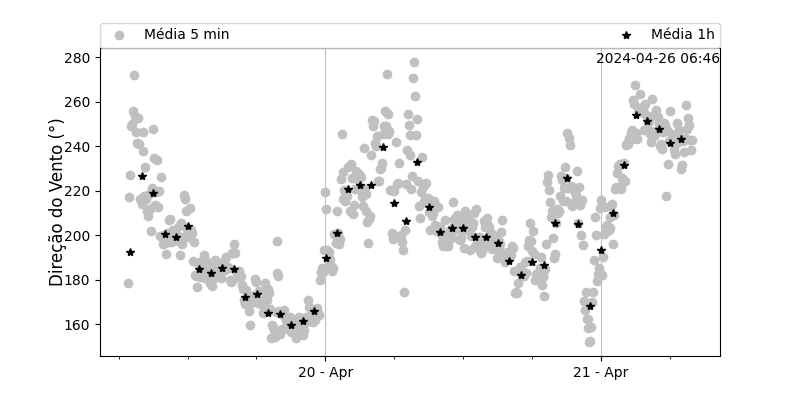 Média 5 min
Média 1h
2024-04-26 06:46
Direção do Vento (°)
280
260
240
220
200
180
160
20 - Apr
21 - Apr